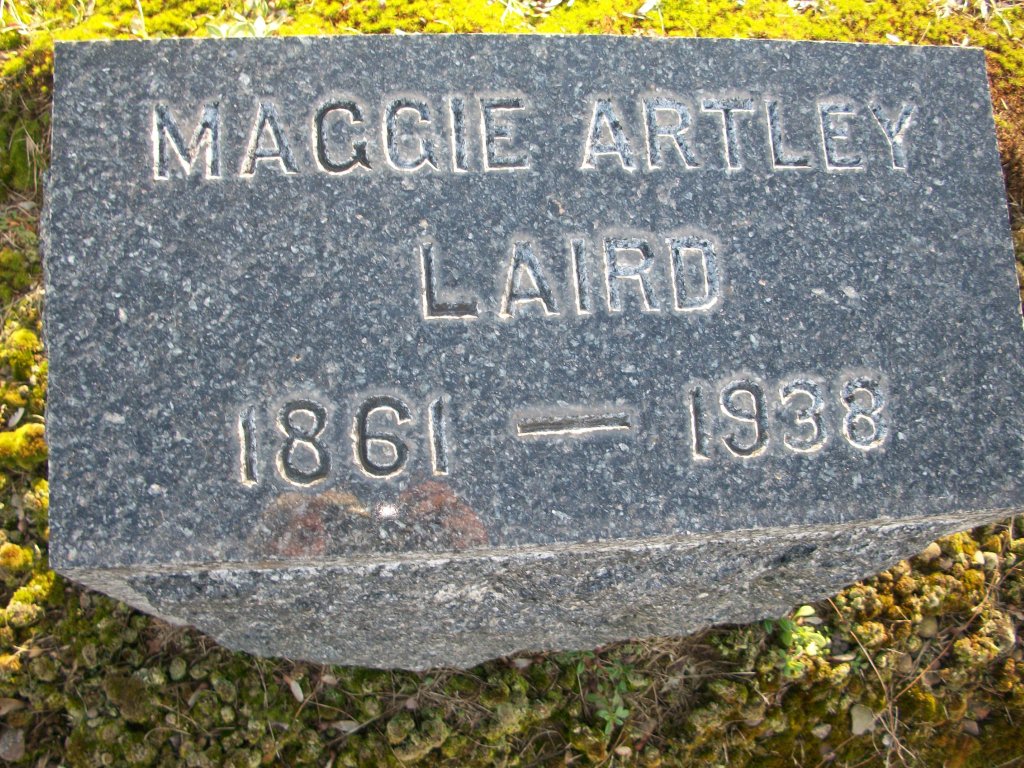 MAGGIE ARTLEY
LAIRD
1861 — 1938